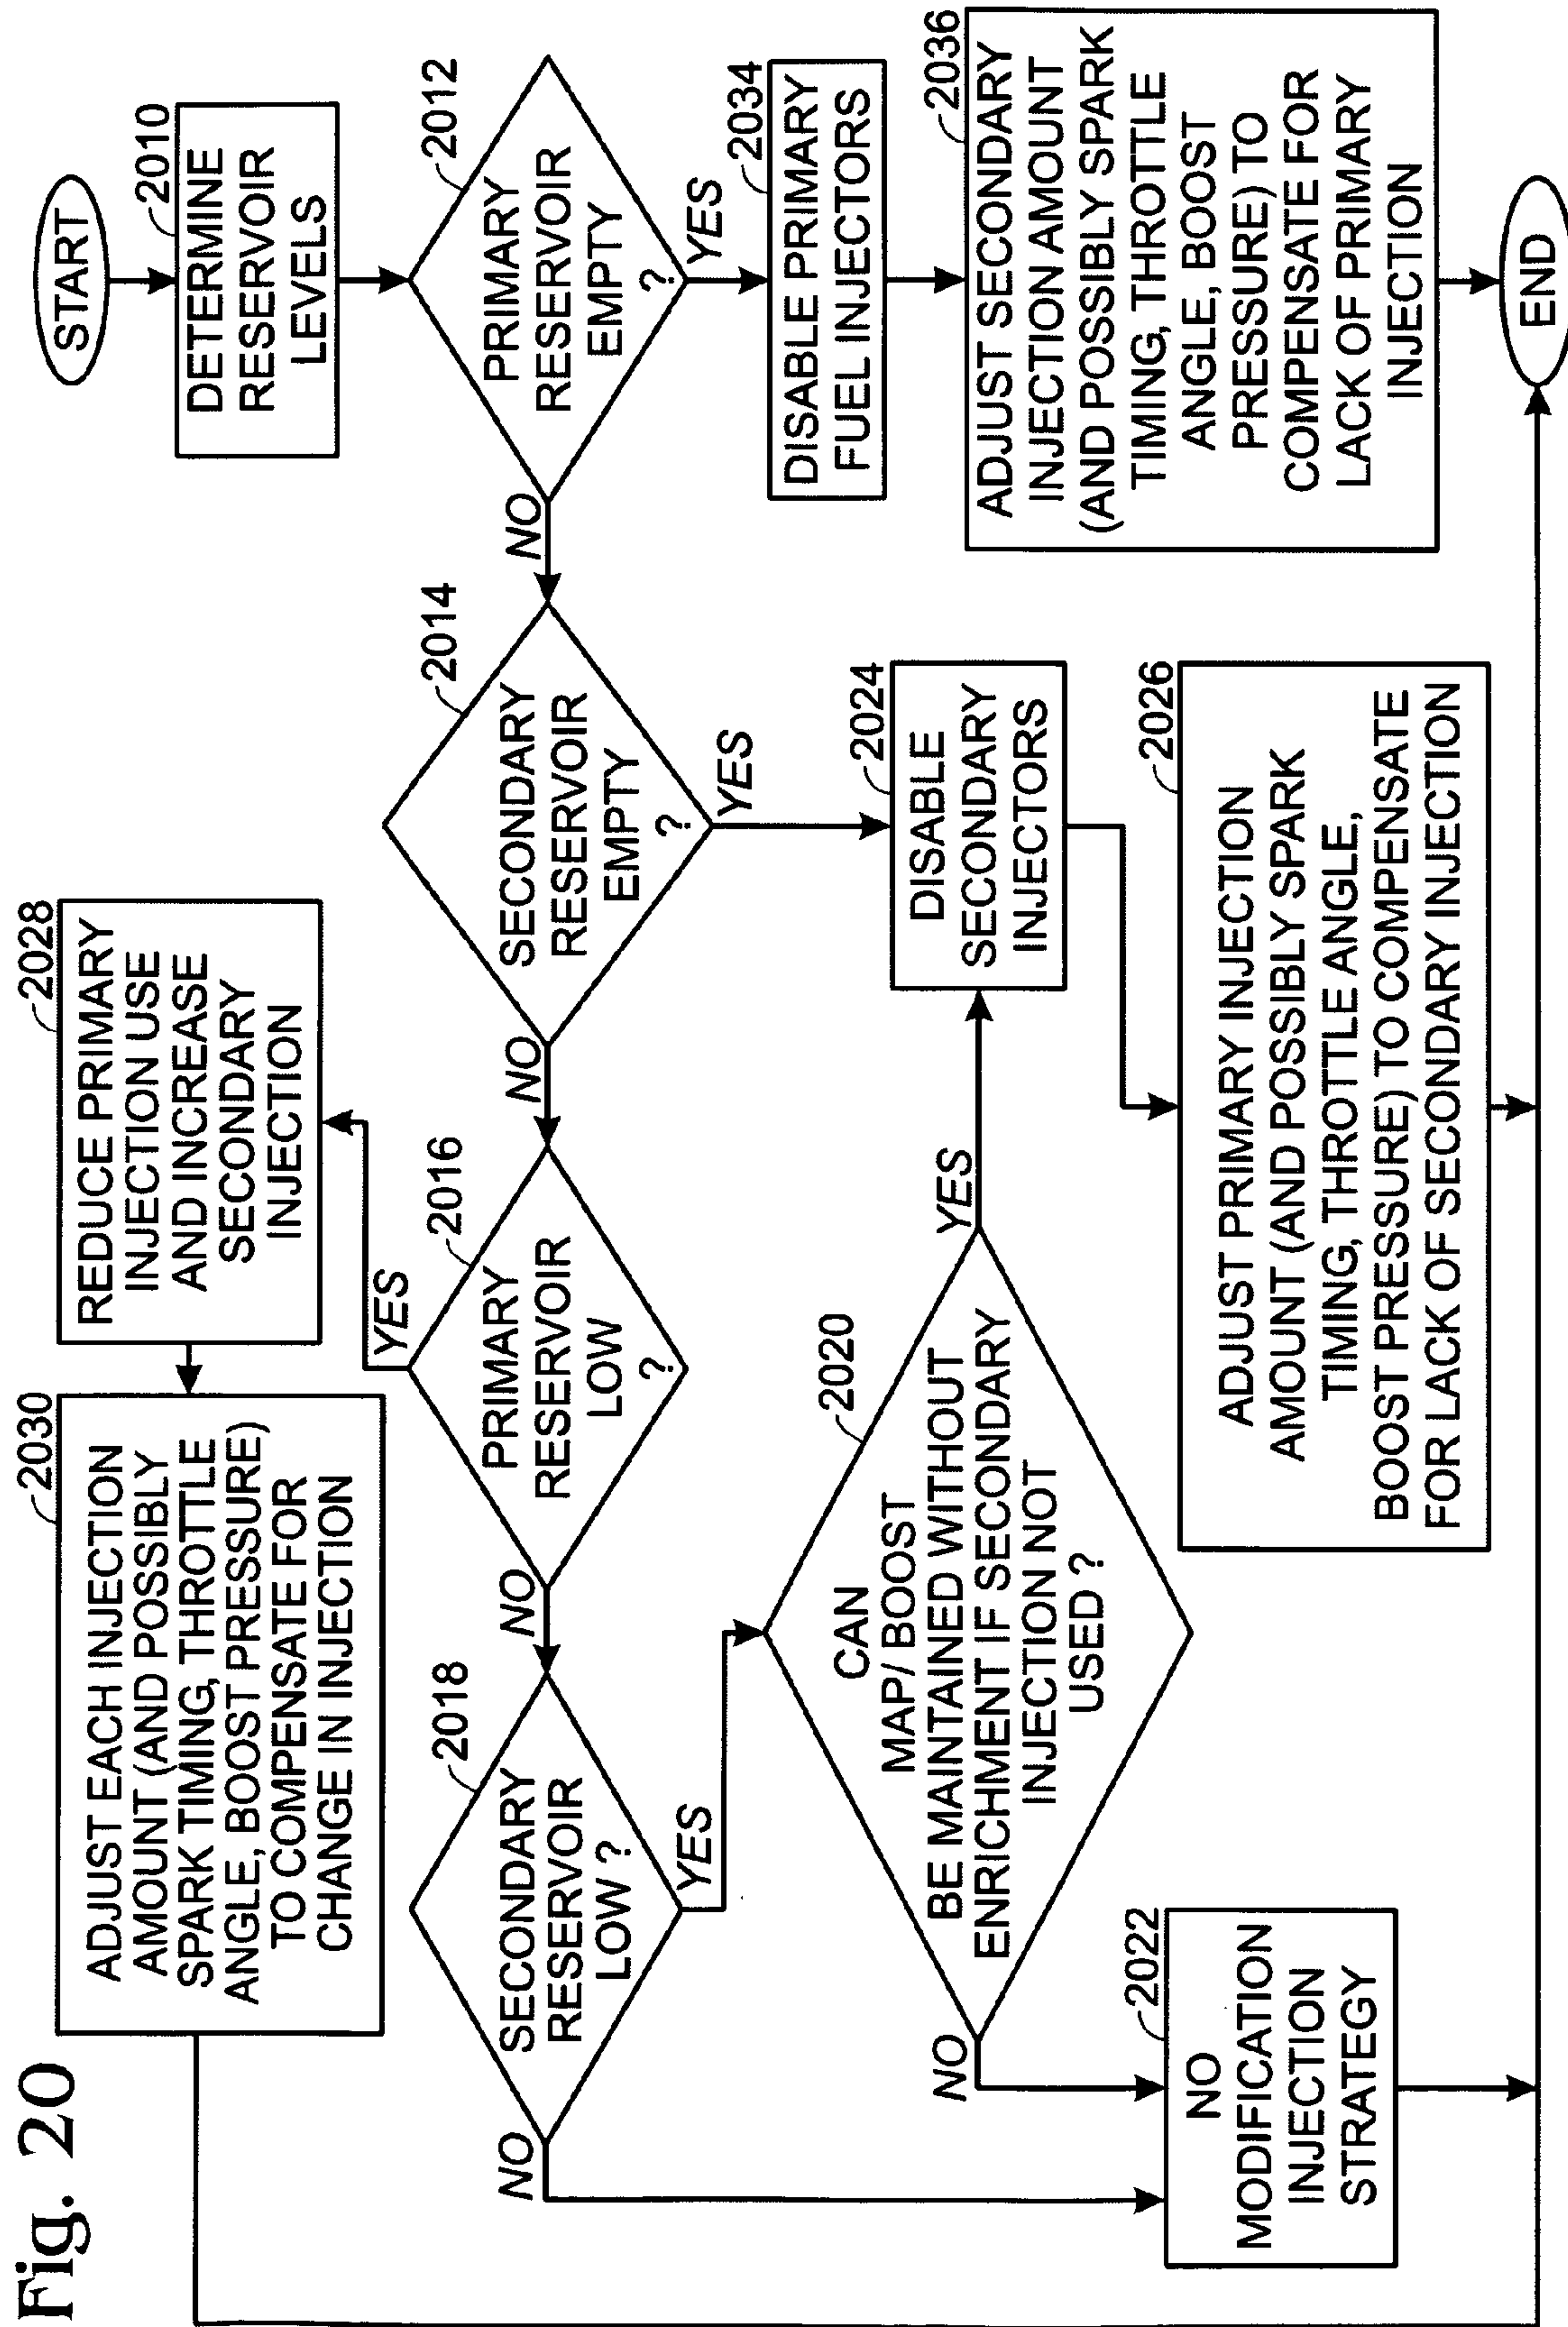 Fig. 20
START
2010
DETERMINE
RESERVOIR
LEVELS
2012
PRIMARY
RESERVOIR
EMPTY
?
YES
NO
2034
DISABLE PRIMARY
FUEL INJECTORS
2036
ADJUST SECONDARY
INJECTION AMOUNT
(AND POSSIBLY SPARK
TIMING, THROTTLE
ANGLE, BOOST
PRESSURE) TO
COMPENSATE FOR
LACK OF PRIMARY
INJECTION
END
2014
SECONDARY
RESERVOIR
EMPTY
?
YES
NO
2024
DISABLE
SECONDARY
INJECTORS
2026
ADJUST PRIMARY INJECTION
AMOUNT (AND POSSIBLY SPARK
TIMING, THROTTLE ANGLE,
BOOST PRESSURE) TO COMPENSATE
FOR LACK OF SECONDARY INJECTION
2016
PRIMARY
RESERVOIR
LOW
?
YES
NO
2028
REDUCE PRIMARY
INJECTION USE
AND INCREASE
SECONDARY
INJECTION
2030
ADJUST EACH INJECTION
AMOUNT (AND POSSIBLY
SPARK TIMING, THROTTLE
ANGLE, BOOST PRESSURE)
TO COMPENSATE FOR
CHANGE IN INJECTION
2018
SECONDARY
RESERVOIR
LOW ?
YES
NO
2020
CAN
MAP/ BOOST
BE MAINTAINED WITHOUT
ENRICHMENT IF SECONDARY
INJECTION NOT
USED ?
YES
NO
2022
NO
MODIFICATION
INJECTION
STRATEGY